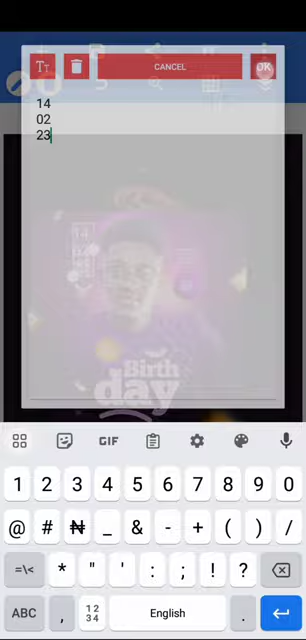 TT
CANCEL
OK
14
02
23
Birth
day
GIF
1 2 3 4 5 6 7 8 9 0
@ # ₦ _ & - + ( ) /
=\< * " ' : ; ! ?
ABC , 12 34 English .